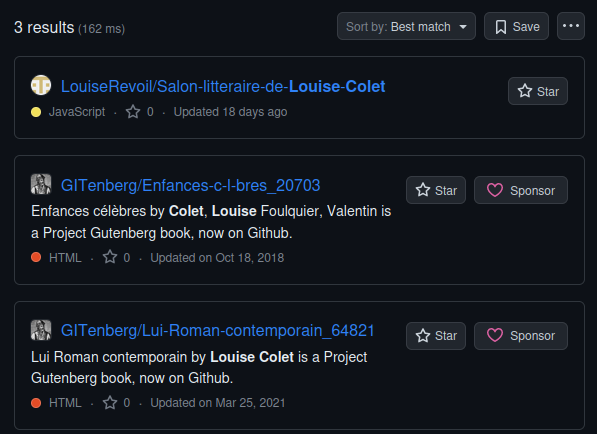 3 results (162 ms) Sort by: Best match Save
LouiseRevoil/Salon-litteraire-de-Louise-Colet Star
JavaScript · 0 · Updated 18 days ago
GITenberg/Enfances-c-l-bres_20703 Star Sponsor
Enfances célèbres by Colet, Louise Foulquier, Valentin is
a Project Gutenberg book, now on Github.
HTML · 0 · Updated on Oct 18, 2018
GITenberg/Lui-Roman-contemporain_64821 Star Sponsor
Lui Roman contemporain by Louise Colet is a Project
Gutenberg book, now on Github.
HTML · 0 · Updated on Mar 25, 2021